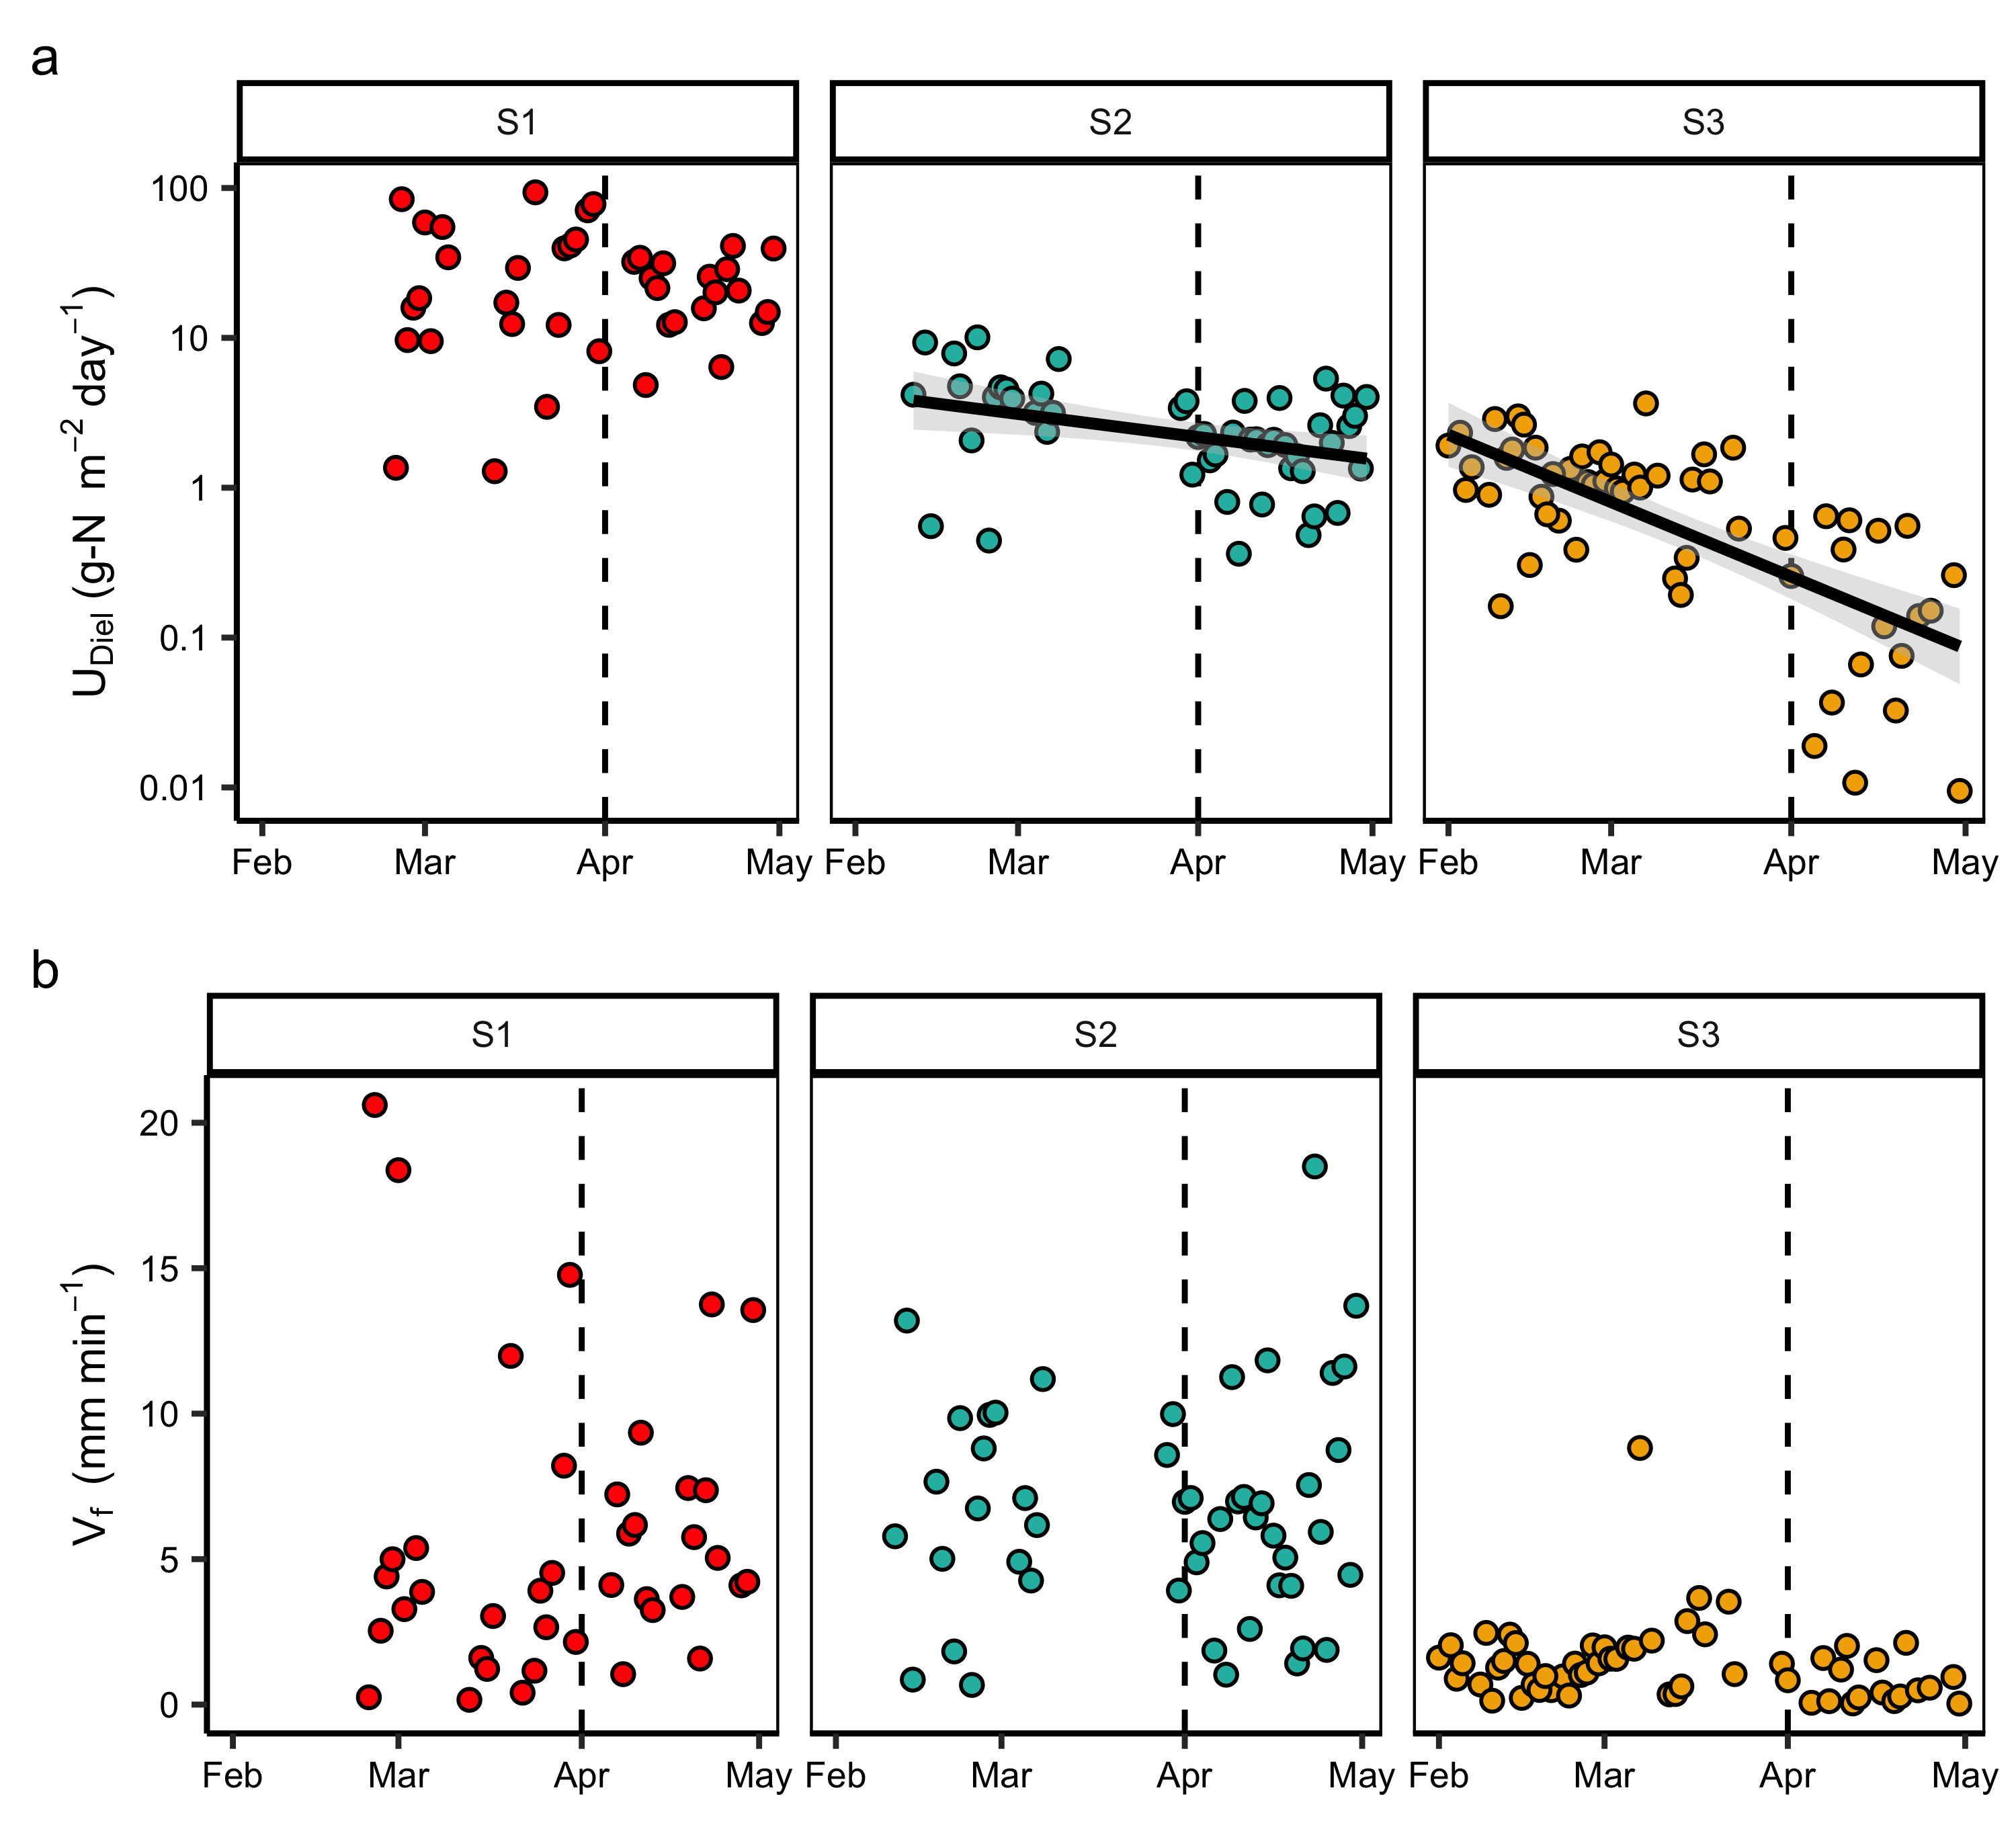 a
S1 S2 S3
U_Diel (g-N m⁻² day⁻¹)
100
10
1
0.1
0.01
Feb Mar Apr May Feb Mar Apr May Feb Mar Apr May
b
S1 S2 S3
V_f (mm min⁻¹)
20
15
10
5
0
Feb Mar Apr May Feb Mar Apr May Feb Mar Apr May